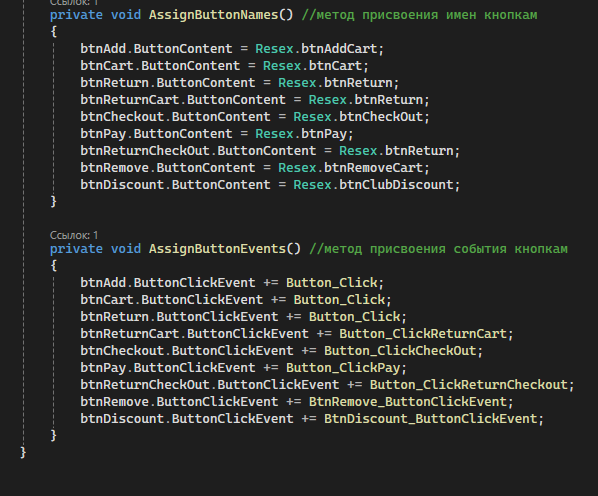 Ссылок: 1
private void AssignButtonNames() //метод присвоения имен кнопкам
{
btnAdd.ButtonContent = Resex.btnAddCart;
btnCart.ButtonContent = Resex.btnCart;
btnReturn.ButtonContent = Resex.btnReturn;
btnReturnCart.ButtonContent = Resex.btnReturn;
btnCheckout.ButtonContent = Resex.btnCheckOut;
btnPay.ButtonContent = Resex.btnPay;
btnReturnCheckOut.ButtonContent = Resex.btnReturn;
btnRemove.ButtonContent = Resex.btnRemoveCart;
btnDiscount.ButtonContent = Resex.btnClubDiscount;
}
Ссылок: 1
private void AssignButtonEvents() //метод присвоения события кнопкам
{
btnAdd.ButtonClickEvent += Button_Click;
btnCart.ButtonClickEvent += Button_Click;
btnReturn.ButtonClickEvent += Button_Click;
btnReturnCart.ButtonClickEvent += Button_ClickReturnCart;
btnCheckout.ButtonClickEvent += Button_ClickCheckOut;
btnPay.ButtonClickEvent += Button_ClickPay;
btnReturnCheckOut.ButtonClickEvent += Button_ClickReturnCheckout;
btnRemove.ButtonClickEvent += BtnRemove_ButtonClickEvent;
btnDiscount.ButtonClickEvent += BtnDiscount_ButtonClickEvent;
}
}